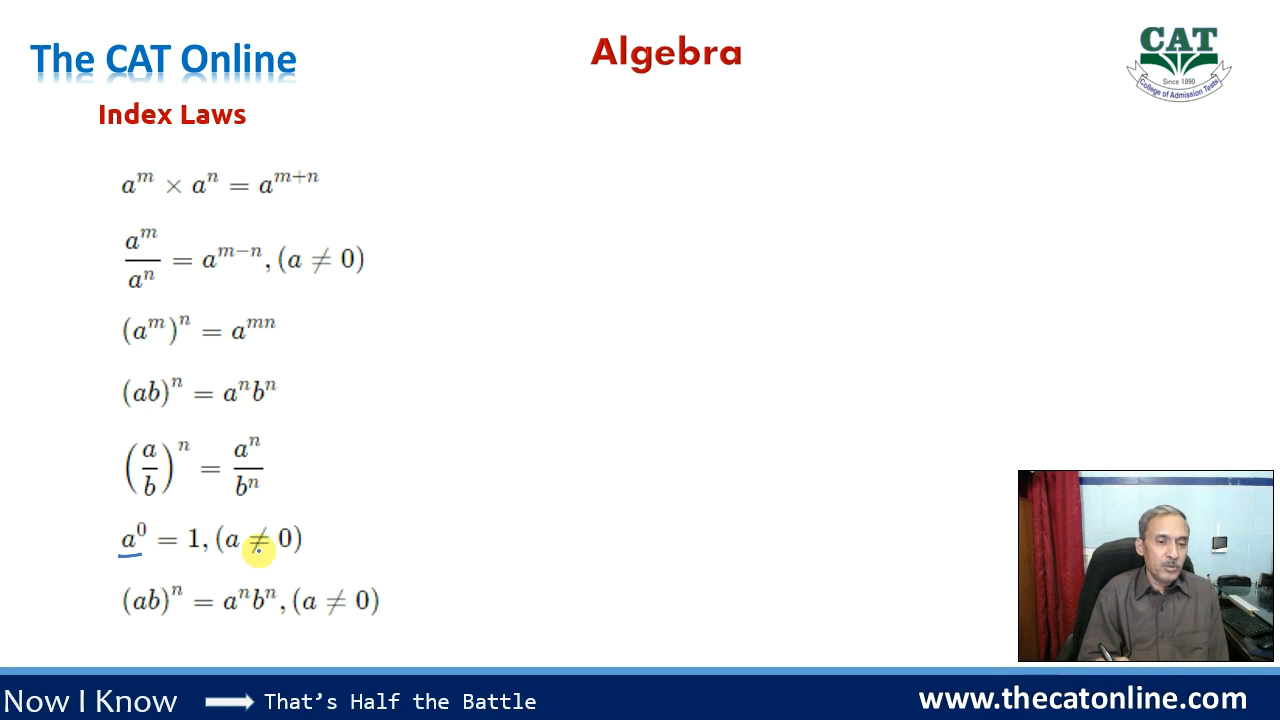 The CAT Online
Algebra
CAT
Since 1990
College of Admission Tests
Index Laws
a^m × a^n = a^{m+n}
a^m / a^n = a^{m−n}, (a ≠ 0)
(a^m)^n = a^{mn}
(ab)^n = a^n b^n
(a/b)^n = a^n / b^n
a^0 = 1, (a ≠ 0)
(ab)^n = a^n b^n, (a ≠ 0)
Now I Know
That's Half the Battle
www.thecatonline.com